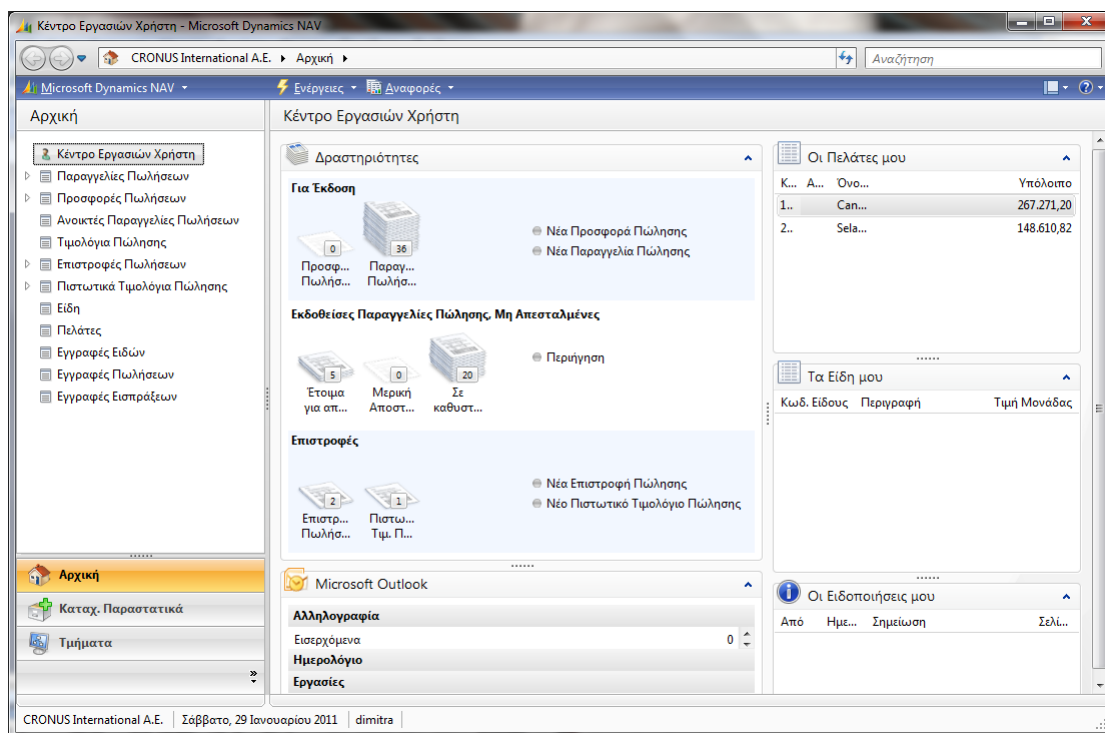 Κέντρο Εργασιών Χρήστη - Microsoft Dynamics NAV
CRONUS International A.E. Αρχική
Αναζήτηση
Microsoft Dynamics NAV
Ενέργειες Αναφορές
Αρχική
Κέντρο Εργασιών Χρήστη
Παραγγελίες Πωλήσεων
Προσφορές Πωλήσεων
Ανοικτές Παραγγελίες Πωλήσεων
Τιμολόγια Πώλησης
Επιστροφές Πωλήσεων
Πιστωτικά Τιμολόγια Πώλησης
Είδη
Πελάτες
Εγγραφές Ειδών
Εγγραφές Πωλήσεων
Εγγραφές Εισπράξεων
Αρχική
Καταχ. Παραστατικά
Τμήματα
Κέντρο Εργασιών Χρήστη
Δραστηριότητες
Για Έκδοση
0 36
Προσφ... Παραγ...
Πωλήσ... Πωλήσ...
Νέα Προσφορά Πώλησης
Νέα Παραγγελία Πώλησης
Εκδοθείσες Παραγγελίες Πώλησης, Μη Απεσταλμένες
5 0 20
Έτοιμα Μερική Σε
για απ... Αποστ... καθυστ...
Περιήγηση
Επιστροφές
2 1
Επιστρ... Πιστω...
Πωλήσ... Τιμ. Π...
Νέα Επιστροφή Πώλησης
Νέο Πιστωτικό Τιμολόγιο Πώλησης
Microsoft Outlook
Αλληλογραφία
Εισερχόμενα 0
Ημερολόγιο
Εργασίες
Οι Πελάτες μου
Κ... Α... Όνο... Υπόλοιπο
1.. Can... 267.271,20
2.. Sela... 148.610,82
Τα Είδη μου
Κωδ. Είδους Περιγραφή Τιμή Μονάδας
Οι Ειδοποιήσεις μου
Από Ημε... Σημείωση Σελί...
CRONUS International A.E. Σάββατο, 29 Ιανουαρίου 2011 dimitra